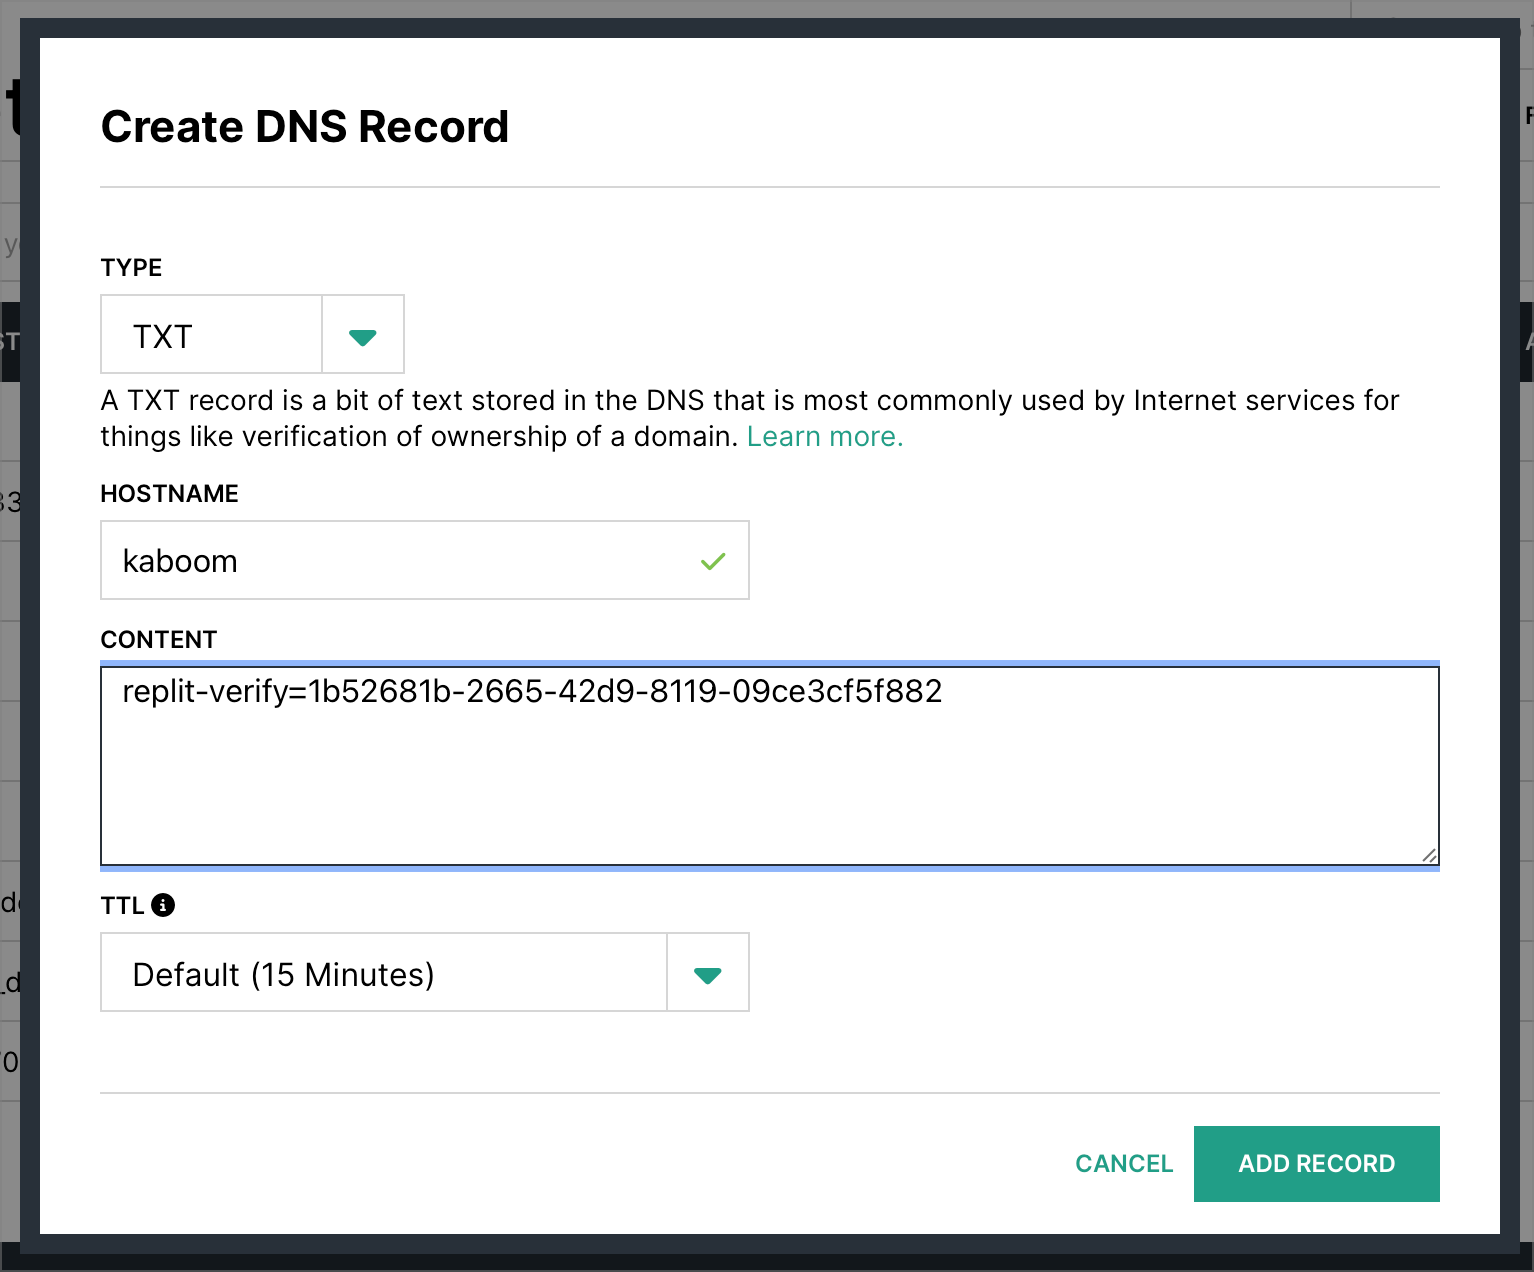 Create DNS Record
TYPE
TXT
A TXT record is a bit of text stored in the DNS that is most commonly used by Internet services for
things like verification of ownership of a domain. Learn more.
HOSTNAME
kaboom
CONTENT
replit-verify=1b52681b-2665-42d9-8119-09ce3cf5f882
TTL
Default (15 Minutes)
CANCEL
ADD RECORD